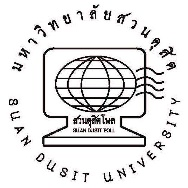 มหาวิทยาลัยสวนดุสิต
สวนดุสิตโพล
SUAN DUSIT POLL
SUAN DUSIT UNIVERSITY